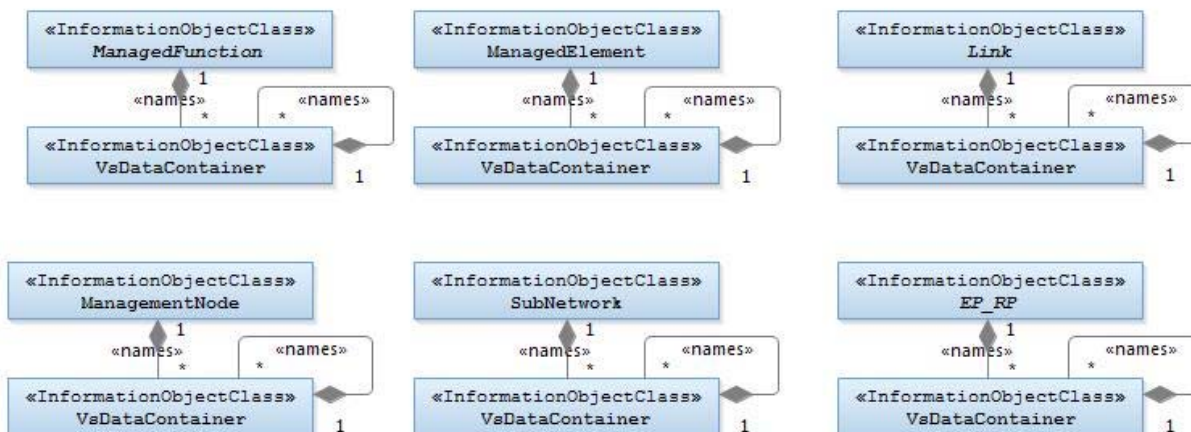 «InformationObjectClass»
ManagedFunction
1
«names»
«names»
*
*
«InformationObjectClass»
VsDataContainer
1
«InformationObjectClass»
ManagedElement
1
«names»
«names»
*
*
«InformationObjectClass»
VsDataContainer
1
«InformationObjectClass»
Link
1
«names»
«names»
*
*
«InformationObjectClass»
VsDataContainer
1
«InformationObjectClass»
ManagementNode
1
«names»
«names»
*
*
«InformationObjectClass»
VsDataContainer
1
«InformationObjectClass»
SubNetwork
1
«names»
«names»
*
*
«InformationObjectClass»
VsDataContainer
1
«InformationObjectClass»
EP_RP
1
«names»
«names»
*
*
«InformationObjectClass»
VsDataContainer
1